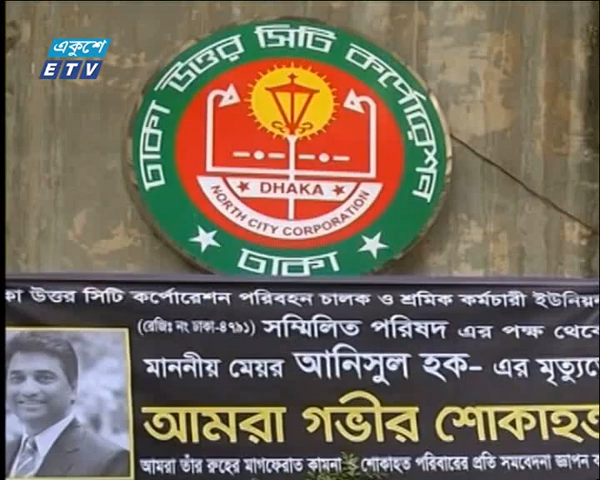 একুশে
ETV
ঢাকা উত্তর সিটি কর্পোরেশন
DHAKA
NORTH CITY CORPORATION
ঢাকা
কা উত্তর সিটি কর্পোরেশন পরিবহন চালক ও শ্রমিক কর্মচারী ইউনিয়ন
(রেজিঃ নং ঢাকা-৪৭৯১) সম্মিলিত পরিষদ এর পক্ষ থেকে
মাননীয় মেয়র আনিসুল হক- এর মৃত্যুতে
আমরা গভীর শোকাহত
আমরা তাঁর রুহের মাগফেরাত কামনা ও শোকাহত পরিবারের প্রতি সমবেদনা জ্ঞাপন ক